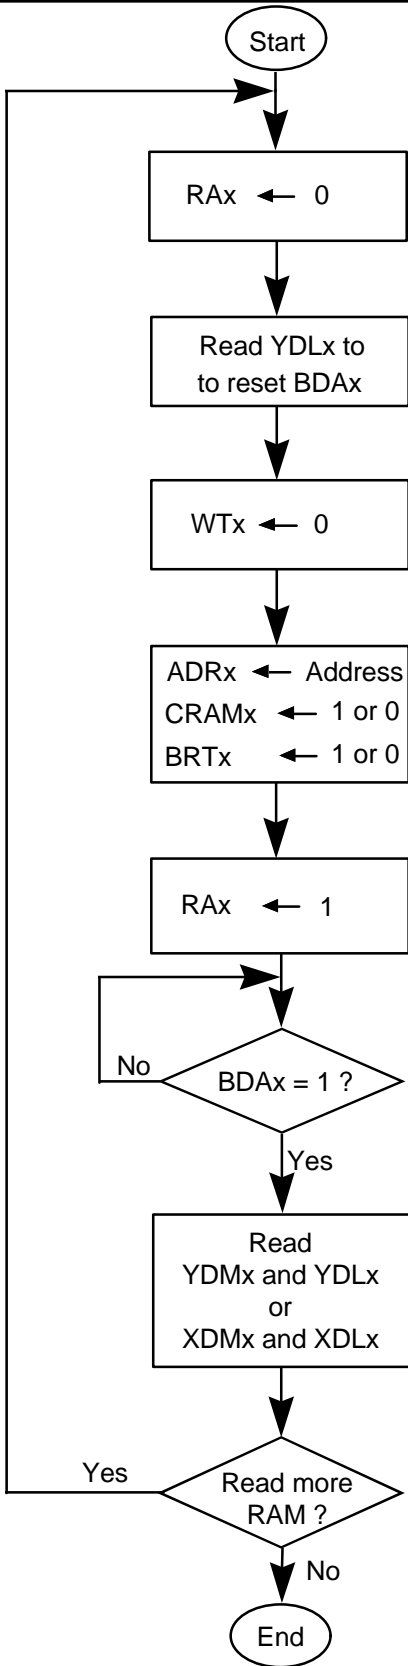 Start
RAx ← 0
Read YDLx to
to reset BDAx
WTx ← 0
ADRx ← Address
CRAMx ← 1 or 0
BRTx ← 1 or 0
RAx ← 1
No
BDAx = 1 ?
Yes
Read
YDMx and YDLx
or
XDMx and XDLx
Yes
Read more
RAM ?
No
End